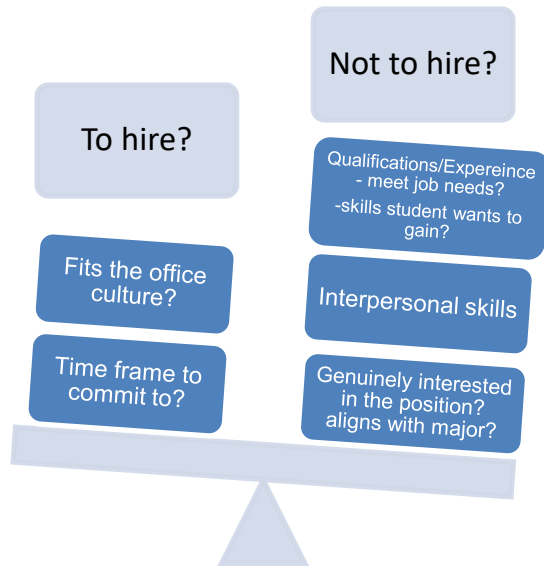 To hire?
Fits the office
culture?
Time frame to
commit to?
Not to hire?
Qualifications/Expereince
- meet job needs?
-skills student wants to
gain?
Interpersonal skills
Genuinely interested
in the position?
aligns with major?